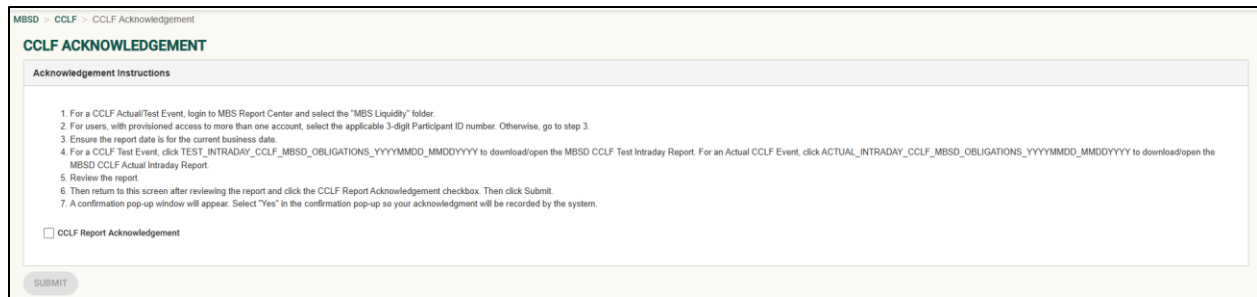 MBSD > CCLF > CCLF Acknowledgement
CCLF ACKNOWLEDGEMENT
Acknowledgement Instructions
1. For a CCLF Actual/Test Event, login to MBS Report Center and select the "MBS Liquidity" folder.
2. For users, with provisioned access to more than one account, select the applicable 3-digit Participant ID number. Otherwise, go to step 3.
3. Ensure the report date is for the current business date.
4. For a CCLF Test Event, click TEST_INTRADAY_CCLF_MBSD_OBLIGATIONS_YYYYMMDD_MMDDYYYY to download/open the MBSD CCLF Test Intraday Report. For an Actual CCLF Event, click ACTUAL_INTRADAY_CCLF_MBSD_OBLIGATIONS_YYYYMMDD_MMDDYYYY to download/open the
MBSD CCLF Actual Intraday Report.
5. Review the report.
6. Then return to this screen after reviewing the report and click the CCLF Report Acknowledgement checkbox. Then click Submit.
7. A confirmation pop-up window will appear. Select "Yes" in the confirmation pop-up so your acknowledgment will be recorded by the system.
CCLF Report Acknowledgement
SUBMIT